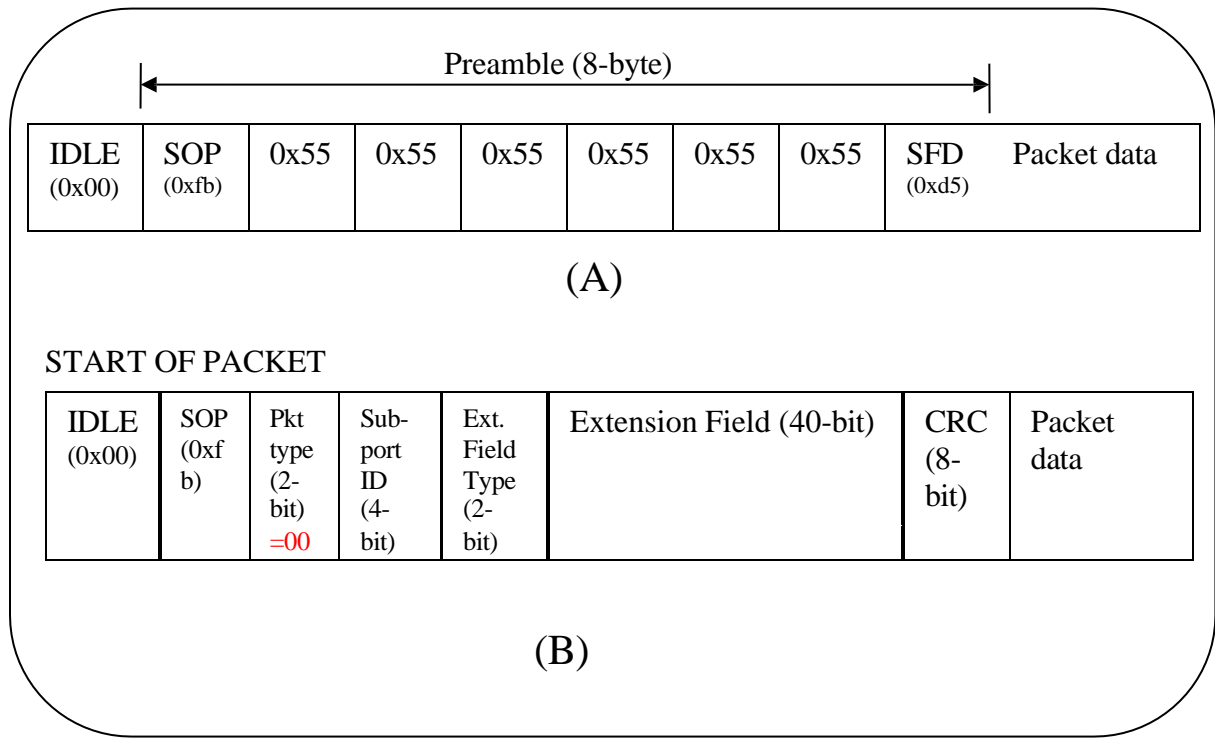 Preamble (8-byte)
IDLE
(0x00)
SOP
(0xfb)
0x55
0x55
0x55
0x55
0x55
0x55
SFD
(0xd5)
Packet data
(A)
START OF PACKET
IDLE
(0x00)
SOP
(0xf
b)
Pkt
type
(2-
bit)
=00
Sub-
port
ID
(4-
bit)
Ext.
Field
Type
(2-
bit)
Extension Field (40-bit)
CRC
(8-
bit)
Packet
data
(B)